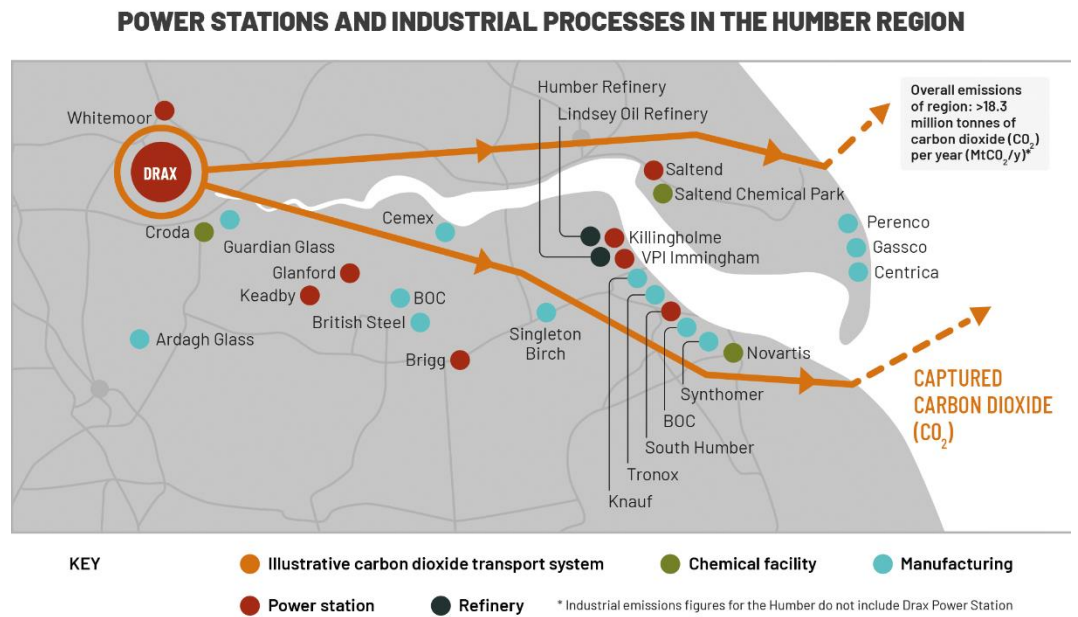 POWER STATIONS AND INDUSTRIAL PROCESSES IN THE HUMBER REGION
Humber Refinery
Lindsey Oil Refinery
Overall emissions
of region: >18.3
million tonnes of
carbon dioxide (CO₂)
per year (MtCO₂/y)*
Whitemoor
DRAX
Saltend
Saltend Chemical Park
Croda
Guardian Glass
Cemex
Killingholme
VPI Immingham
Perenco
Gassco
Centrica
Glanford
Keadby
BOC
British Steel
Ardagh Glass
Brigg
Singleton
Birch
Novartis
Synthomer
BOC
South Humber
Tronox
Knauf
CAPTURED
CARBON DIOXIDE
(CO₂)
KEY
Illustrative carbon dioxide transport system
Chemical facility
Manufacturing
Power station
Refinery
* Industrial emissions figures for the Humber do not include Drax Power Station